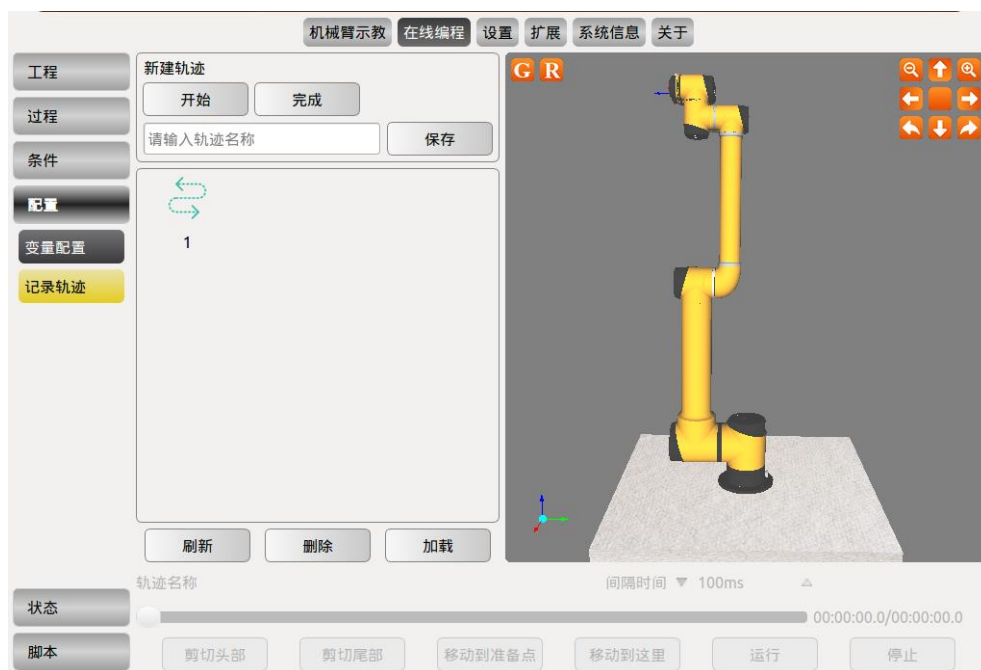 机械臂示教 在线编程 设置 扩展 系统信息 关于
工程
过程
条件
配置
变量配置
记录轨迹
新建轨迹
开始 完成
请输入轨迹名称 保存
1
刷新 删除 加载
G R
轨迹名称 间隔时间 ▼ 100ms
00:00:00.0/00:00:00.0
状态
脚本
剪切头部 剪切尾部 移动到准备点 移动到这里 运行 停止